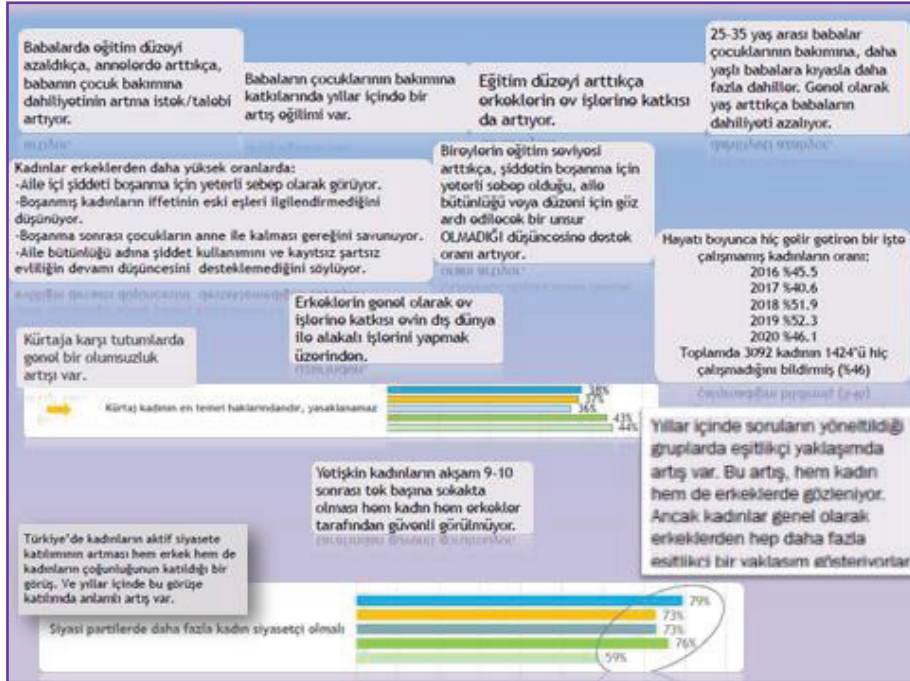 Babalarda eğitim düzeyi
azaldıkça, annelerde arttıkça,
babanın çocuk bakımına
dahiliyetinin artma istek/talebi
artıyor.
Babaların çocuklarının bakımına
katkılarında yıllar içinde bir
artış eğilimi var.
Eğitim düzeyi arttıkça
erkeklerin ev işlerine katkısı
da artıyor.
25-35 yaş arası babalar
çocuklarının bakımına, daha
yaşlı babalara kıyasla daha
fazla dahiller. Genel olarak
yaş arttıkça babaların
dahiliyeti azalıyor.
Kadınlar erkeklerden daha yüksek oranlarda:
-Aile içi şiddeti boşanma için yeterli sebep olarak görüyor.
-Boşanmış kadınların iffetinin eski eşleri ilgilendirmediğini
düşünüyor.
-Boşanma sonrası çocukların anne ile kalması gereğini savunuyor.
-Aile bütünlüğü adına şiddet kullanımını ve kayıtsız şartsız
evliliğin devamı düşüncesini desteklemediğini söylüyor.
Bireylerin eğitim seviyesi
arttıkça, şiddetin boşanma için
yeterli sebep olduğu, aile
bütünlüğü veya düzeni için göz
ardı edilecek bir unsur
OLMADIĞI düşüncesine destek
oranı artıyor.
Hayatı boyunca hiç gelir getiren bir işte
çalışmamış kadınların oranı:
2016 %45.5
2017 %40.6
2018 %51.9
2019 %52.3
2020 %46.1
Toplamda 3092 kadının 1424'ü hiç
çalışmadığını bildirmiş (%46)
Erkeklerin genel olarak ev
işlerine katkısı evin dış dünya
ile alakalı işlerini yapmak
üzerinden.
Kürtaja karşı tutumlarda
genel bir olumsuzluk
artışı var.
Kürtaj kadının en temel haklarındandır, yasaklanamaz
38%
37%
36%
43%
44%
Yıllar içinde soruların yöneltildiği
gruplarda eşitlikçi yaklaşımda
artış var. Bu artış, hem kadın
hem de erkeklerde gözleniyor.
Ancak kadınlar genel olarak
erkeklerden hep daha fazla
eşitlikçi bir yaklaşım gösteriyorlar
Yetişkin kadınların akşam 9-10
sonrası tek başına sokakta
olması hem kadın hem erkekler
tarafından güvenli görülmüyor.
Türkiye'de kadınların aktif siyasete
katılımının artması hem erkek hem de
kadınların çoğunluğunun katıldığı bir
görüş. Ve yıllar içinde bu görüşe
katılımda anlamlı artış var.
Siyasi partilerde daha fazla kadın siyasetçi olmalı
79%
73%
73%
76%
59%